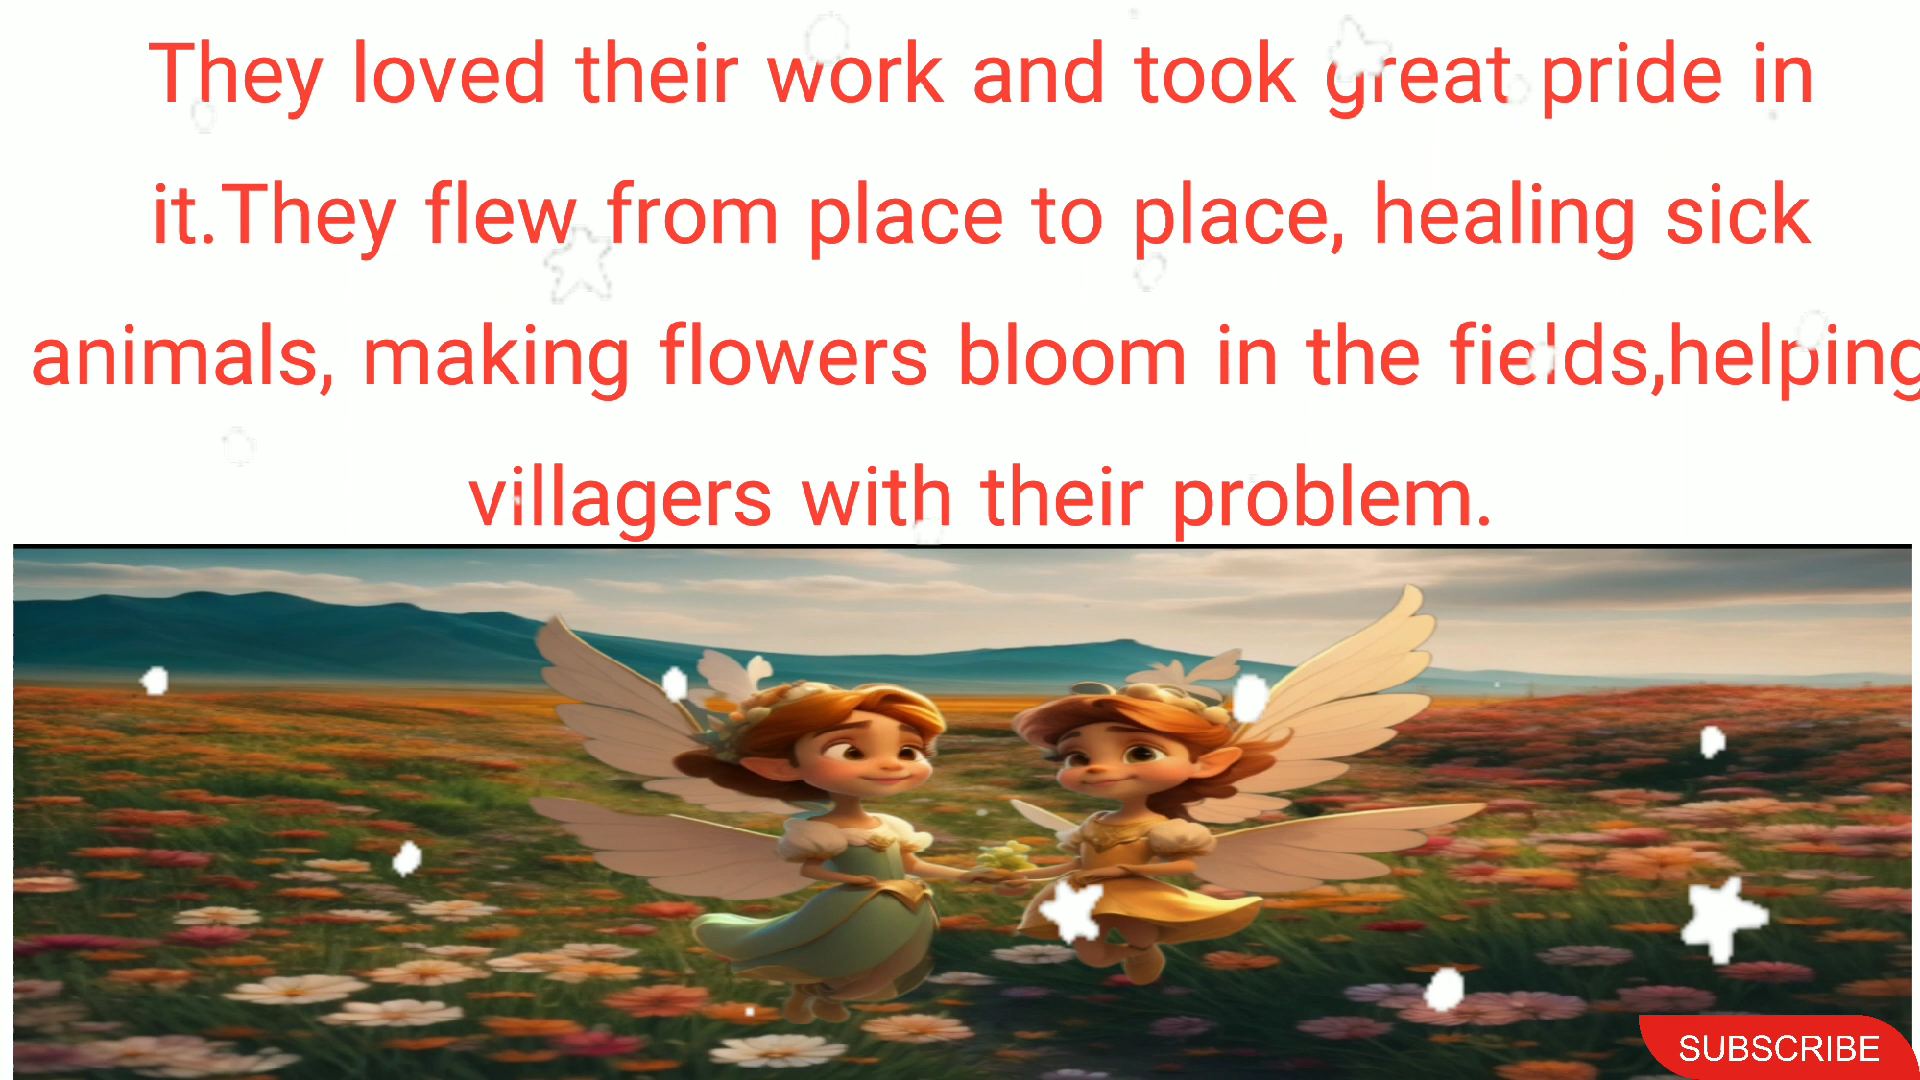 They loved their work and took great pride in
it.They flew from place to place, healing sick
animals, making flowers bloom in the fields,helping
villagers with their problem.
SUBSCRIBE